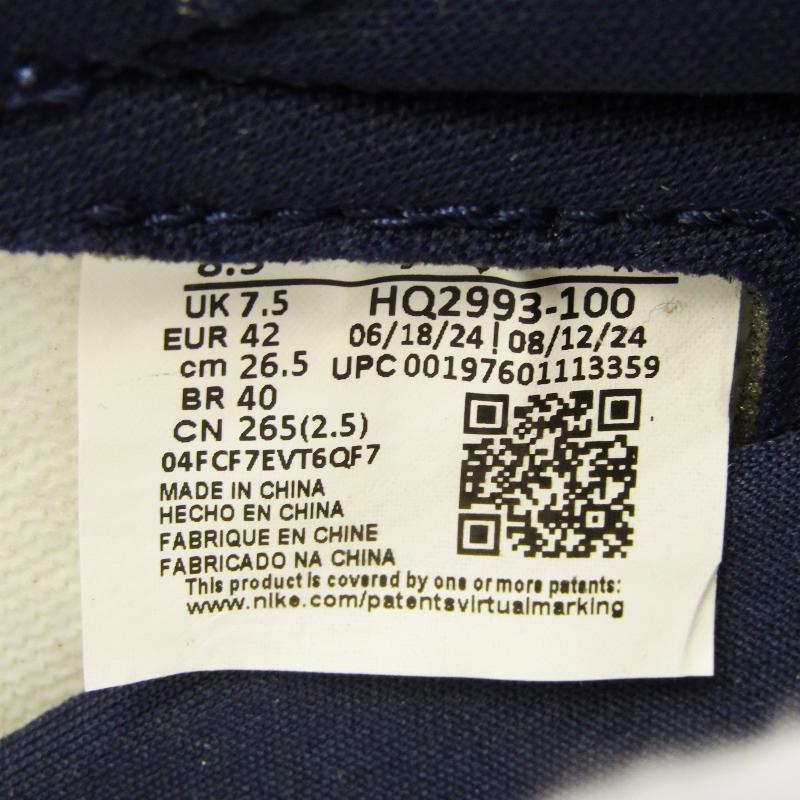 8.5
UK 7.5 HQ2993-100
EUR 42 06/18/24 | 08/12/24
cm 26.5 UPC 00197601113359
BR 40
CN 265(2.5)
04FCF7EVT6QF7
MADE IN CHINA
HECHO EN CHINA
FABRIQUE EN CHINE
FABRICADO NA CHINA
This product is covered by one or more patents:
www.nike.com/patentsvirtualmarking